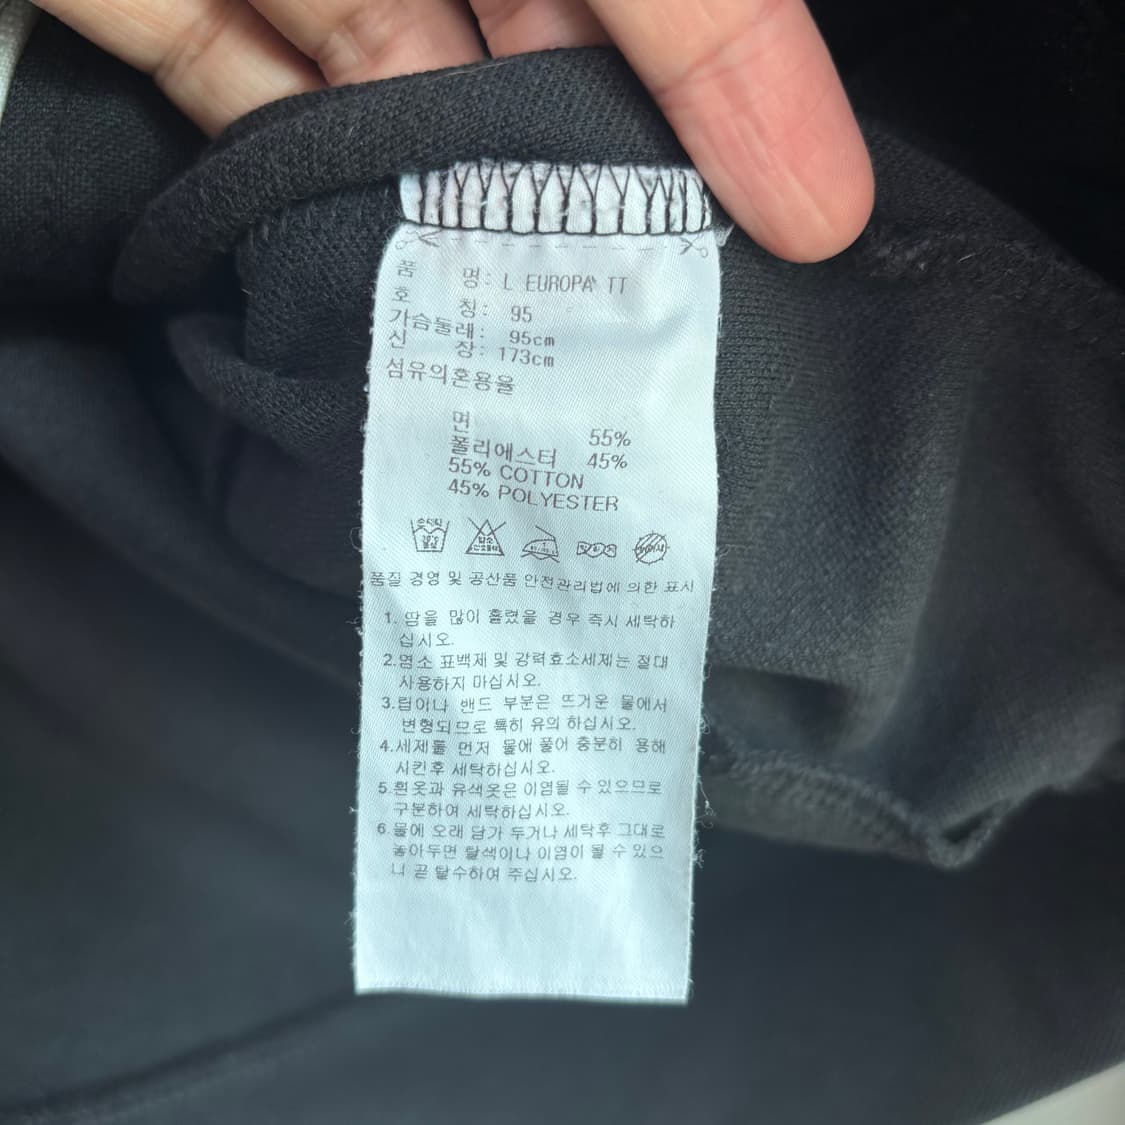 품 명: L EUROPA TT
호 칭: 95
가슴둘레: 95cm
신 장: 173cm
섬유의혼용율
면 55%
폴리에스터 45%
55% COTTON
45% POLYESTER
품질 경영 및 공산품 안전관리법에 의한 표시
1. 땀을 많이 흘렸을 경우 즉시 세탁하
십시오.
2.염소 표백제 및 강력효소세제는 절대
사용하지 마십시오.
3.립이나 밴드 부분은 뜨거운 물에서
변형되므로 특히 유의 하십시오.
4.세제를 먼저 물에 풀어 충분히 용해
시킨후 세탁하십시오.
5.흰옷과 유색옷은 이염될 수 있으므로
구분하여 세탁하십시오.
6.물에 오래 담가 두거나 세탁후 그대로
놓아두면 탈색이나 이염이 될 수 있으
니 곧 탈수하여 주십시오.